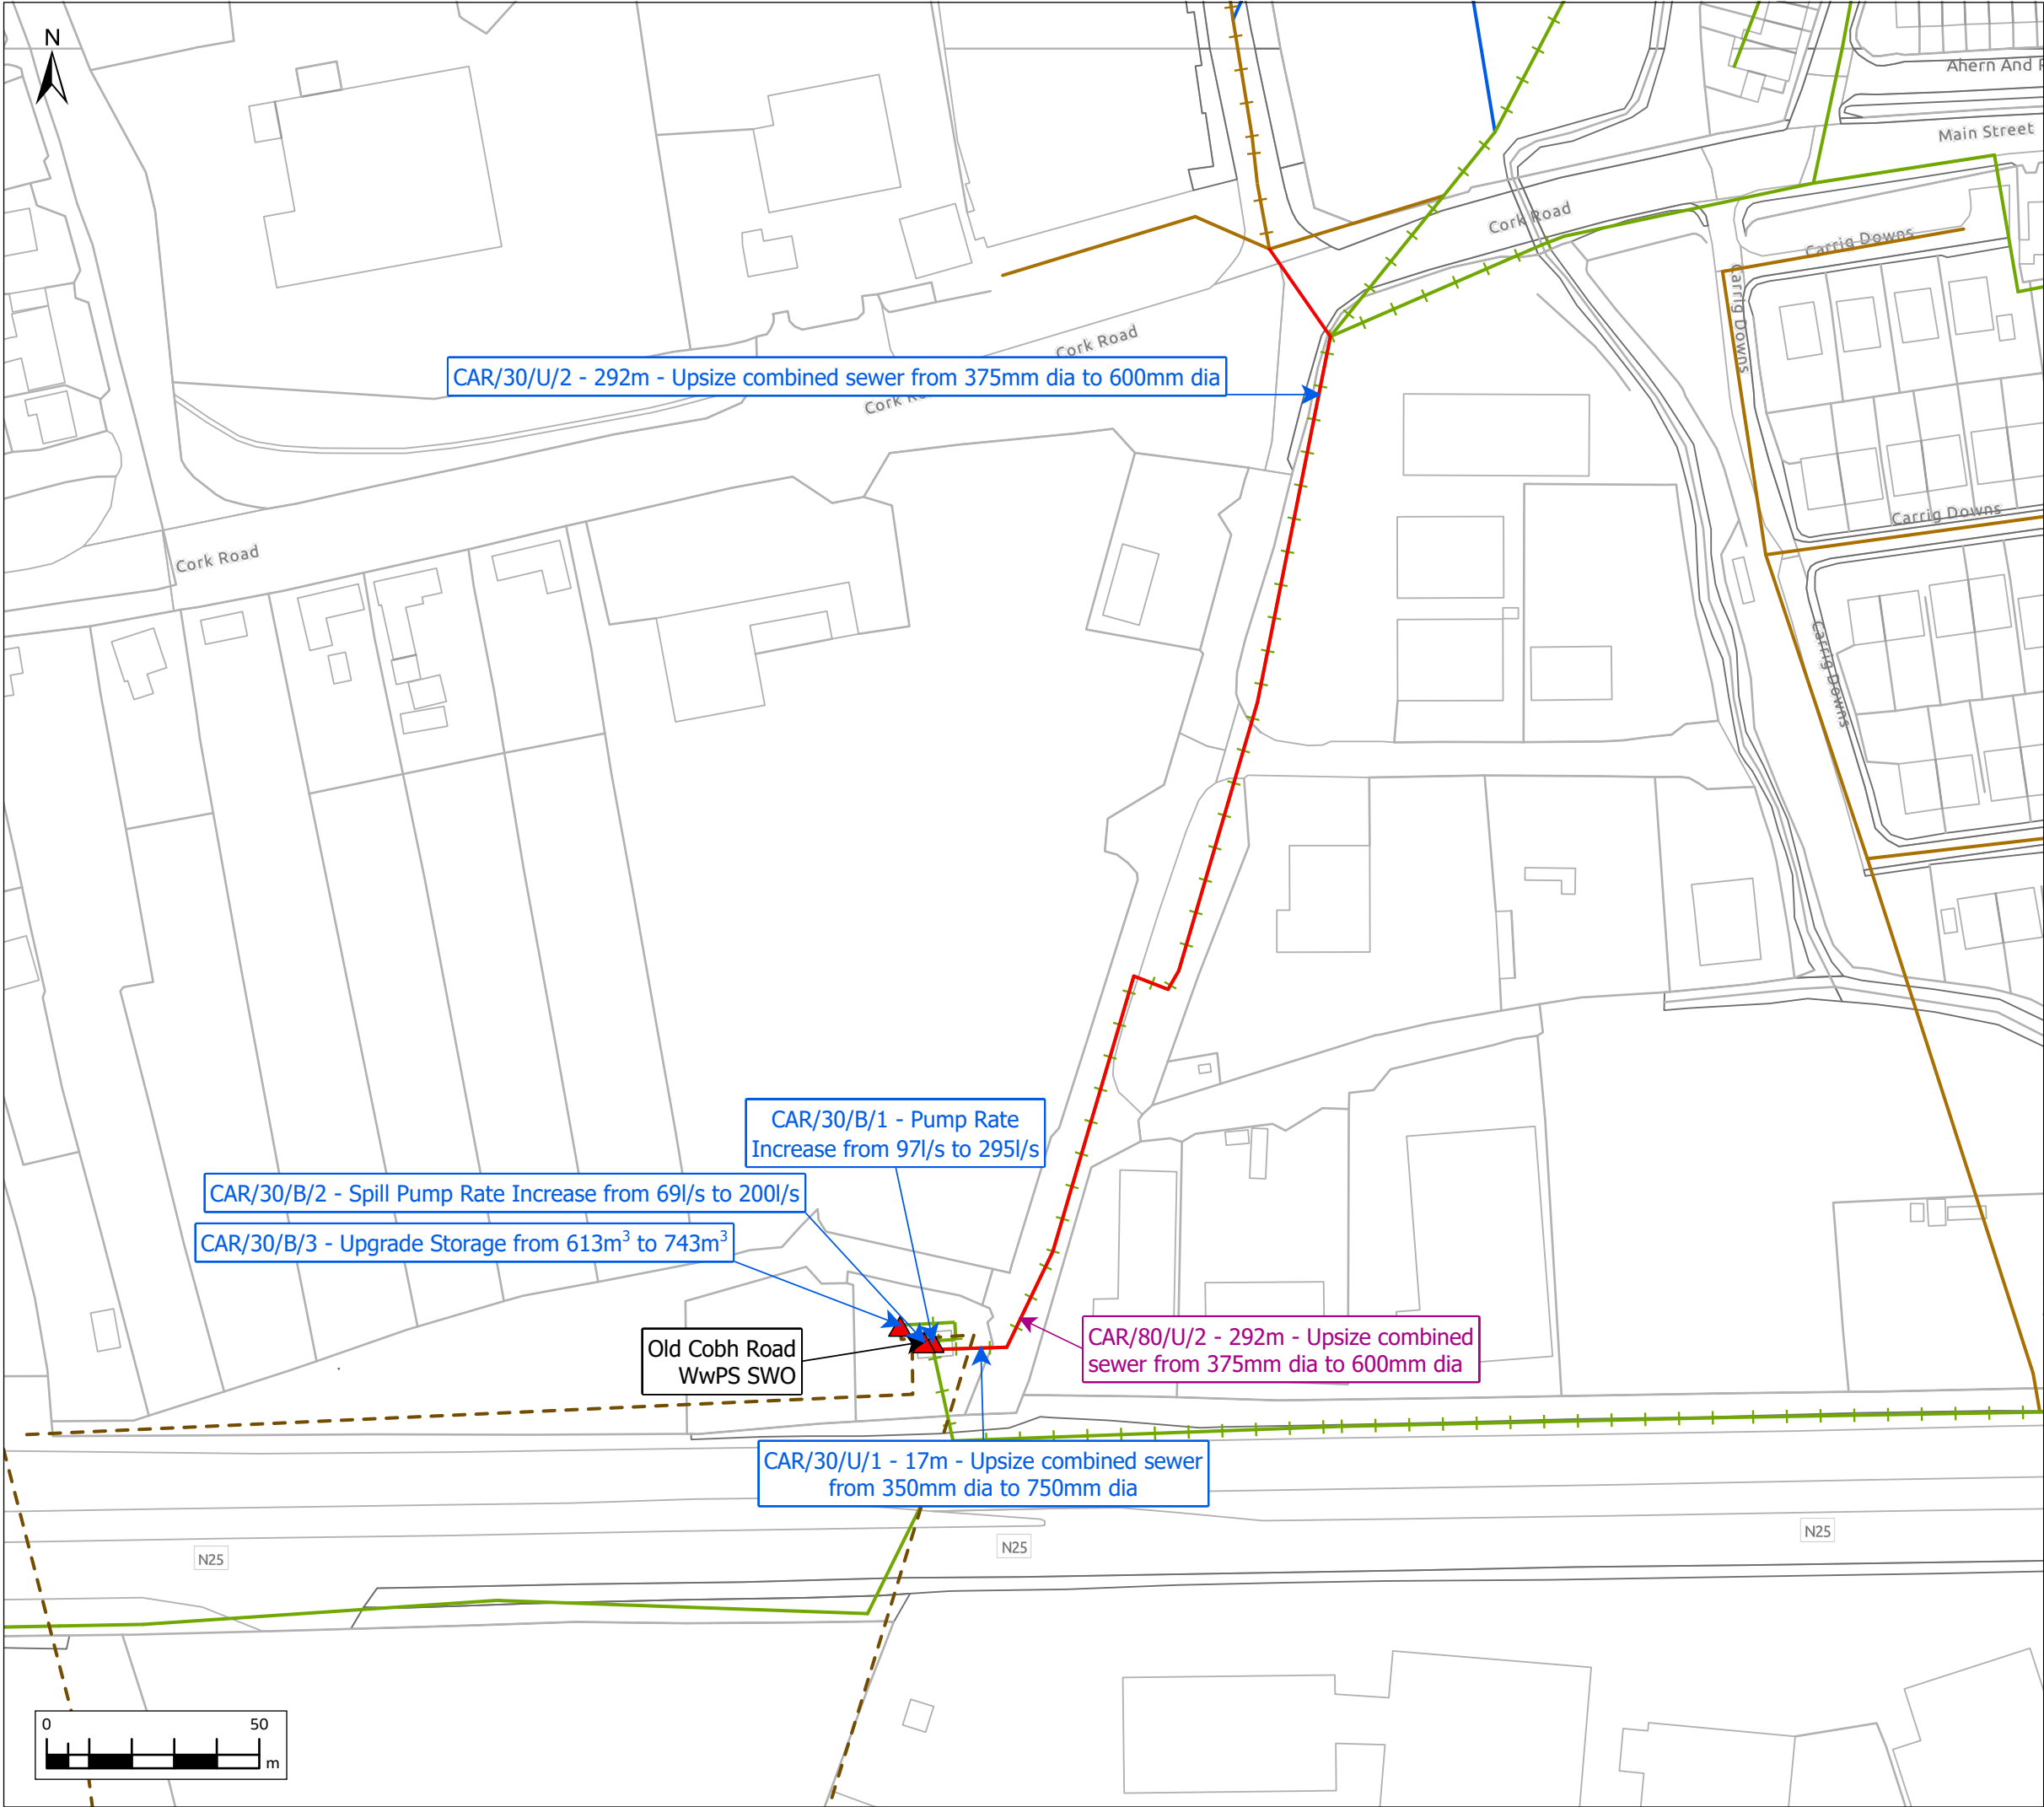 N
Ahern And
Main Street
Cork Road
Carrig Downs
Carrig Downs
Cork Road
CAR/30/U/2 - 292m - Upsize combined sewer from 375mm dia to 600mm dia
Cork
Carrig Downs
Cork Road
Carrig Downs
CAR/30/B/1 - Pump Rate
Increase from 97l/s to 295l/s
CAR/30/B/2 - Spill Pump Rate Increase from 69l/s to 200l/s
CAR/30/B/3 - Upgrade Storage from 613m³ to 743m³
Old Cobh Road
WwPS SWO
CAR/80/U/2 - 292m - Upsize combined
sewer from 375mm dia to 600mm dia
CAR/30/U/1 - 17m - Upsize combined sewer
from 350mm dia to 750mm dia
N25
N25
N25
0 50
m